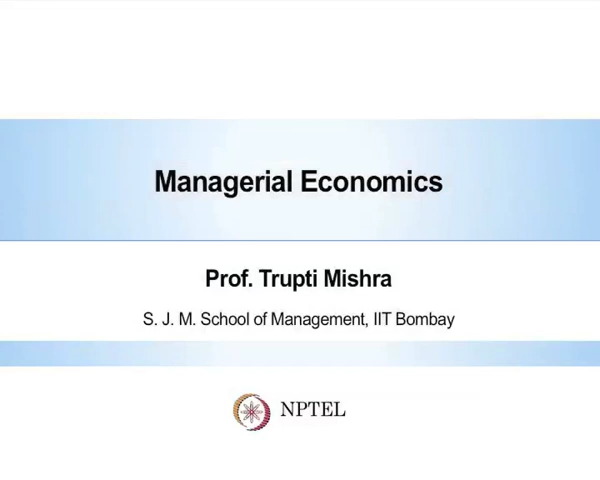 Managerial Economics
Prof. Trupti Mishra
S. J. M. School of Management, IIT Bombay
NPTEL